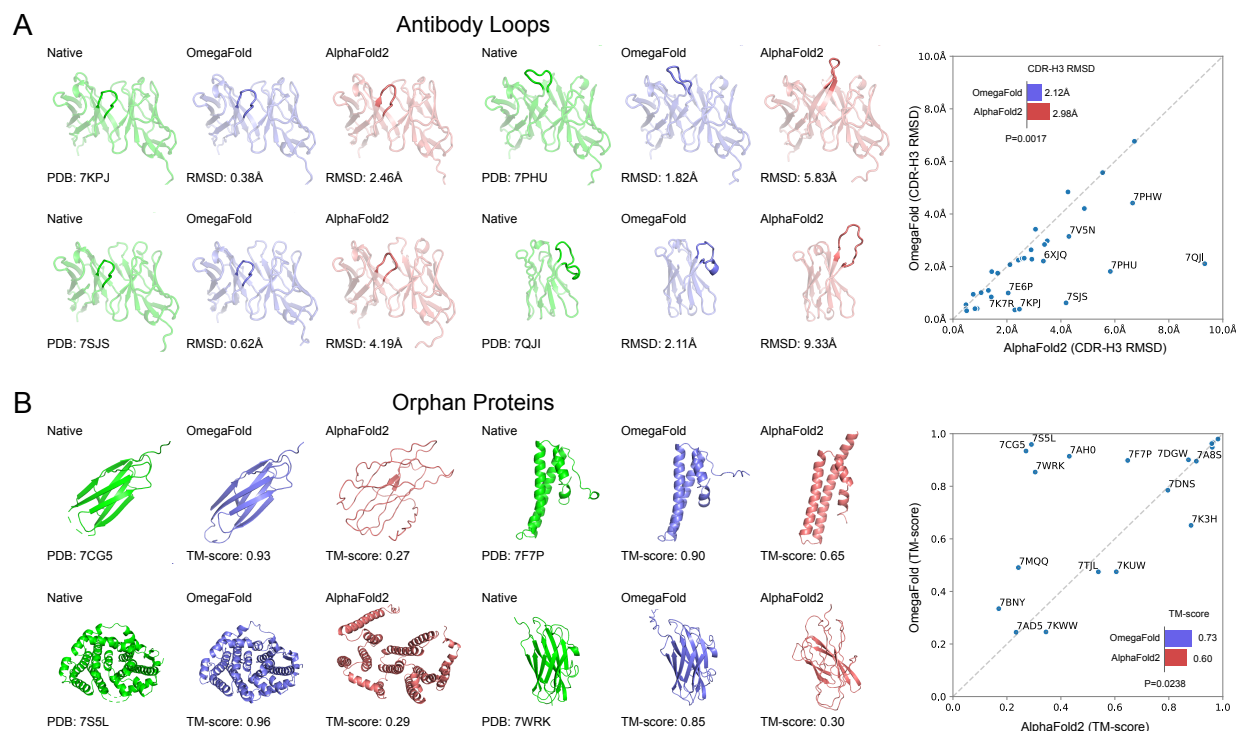 A
Antibody Loops
Native OmegaFold AlphaFold2 Native OmegaFold AlphaFold2
PDB: 7KPJ RMSD: 0.38Å RMSD: 2.46Å PDB: 7PHU RMSD: 1.82Å RMSD: 5.83Å
Native OmegaFold AlphaFold2 Native OmegaFold AlphaFold2
PDB: 7SJS RMSD: 0.62Å RMSD: 4.19Å PDB: 7QJI RMSD: 2.11Å RMSD: 9.33Å
OmegaFold (CDR-H3 RMSD)
10.0Å
8.0Å
6.0Å
4.0Å
2.0Å
0.0Å
CDR-H3 RMSD
OmegaFold 2.12Å
AlphaFold2 2.98Å
P=0.0017
7PHW
7V5N
6XJQ
7QJI
7PHU
7E6P
7K7R 7KPJ
7SJS
0.0Å 2.0Å 4.0Å 6.0Å 8.0Å 10.0Å
AlphaFold2 (CDR-H3 RMSD)
B
Orphan Proteins
Native OmegaFold AlphaFold2 Native OmegaFold AlphaFold2
PDB: 7CG5 TM-score: 0.93 TM-score: 0.27 PDB: 7F7P TM-score: 0.90 TM-score: 0.65
Native OmegaFold AlphaFold2 Native OmegaFold AlphaFold2
PDB: 7S5L TM-score: 0.96 TM-score: 0.29 PDB: 7WRK TM-score: 0.85 TM-score: 0.30
OmegaFold (TM-score)
1.0
0.8
0.6
0.4
0.2
0.0
7CG5 7S5L
7AH0
7WRK
7F7P 7DGW 7A8S
7DNS
7K3H
7MQQ
7TJL 7KUW
7BNY
7AD5 7KWW
TM-score
OmegaFold 0.73
AlphaFold2 0.60
P=0.0238
0.0 0.2 0.4 0.6 0.8 1.0
AlphaFold2 (TM-score)